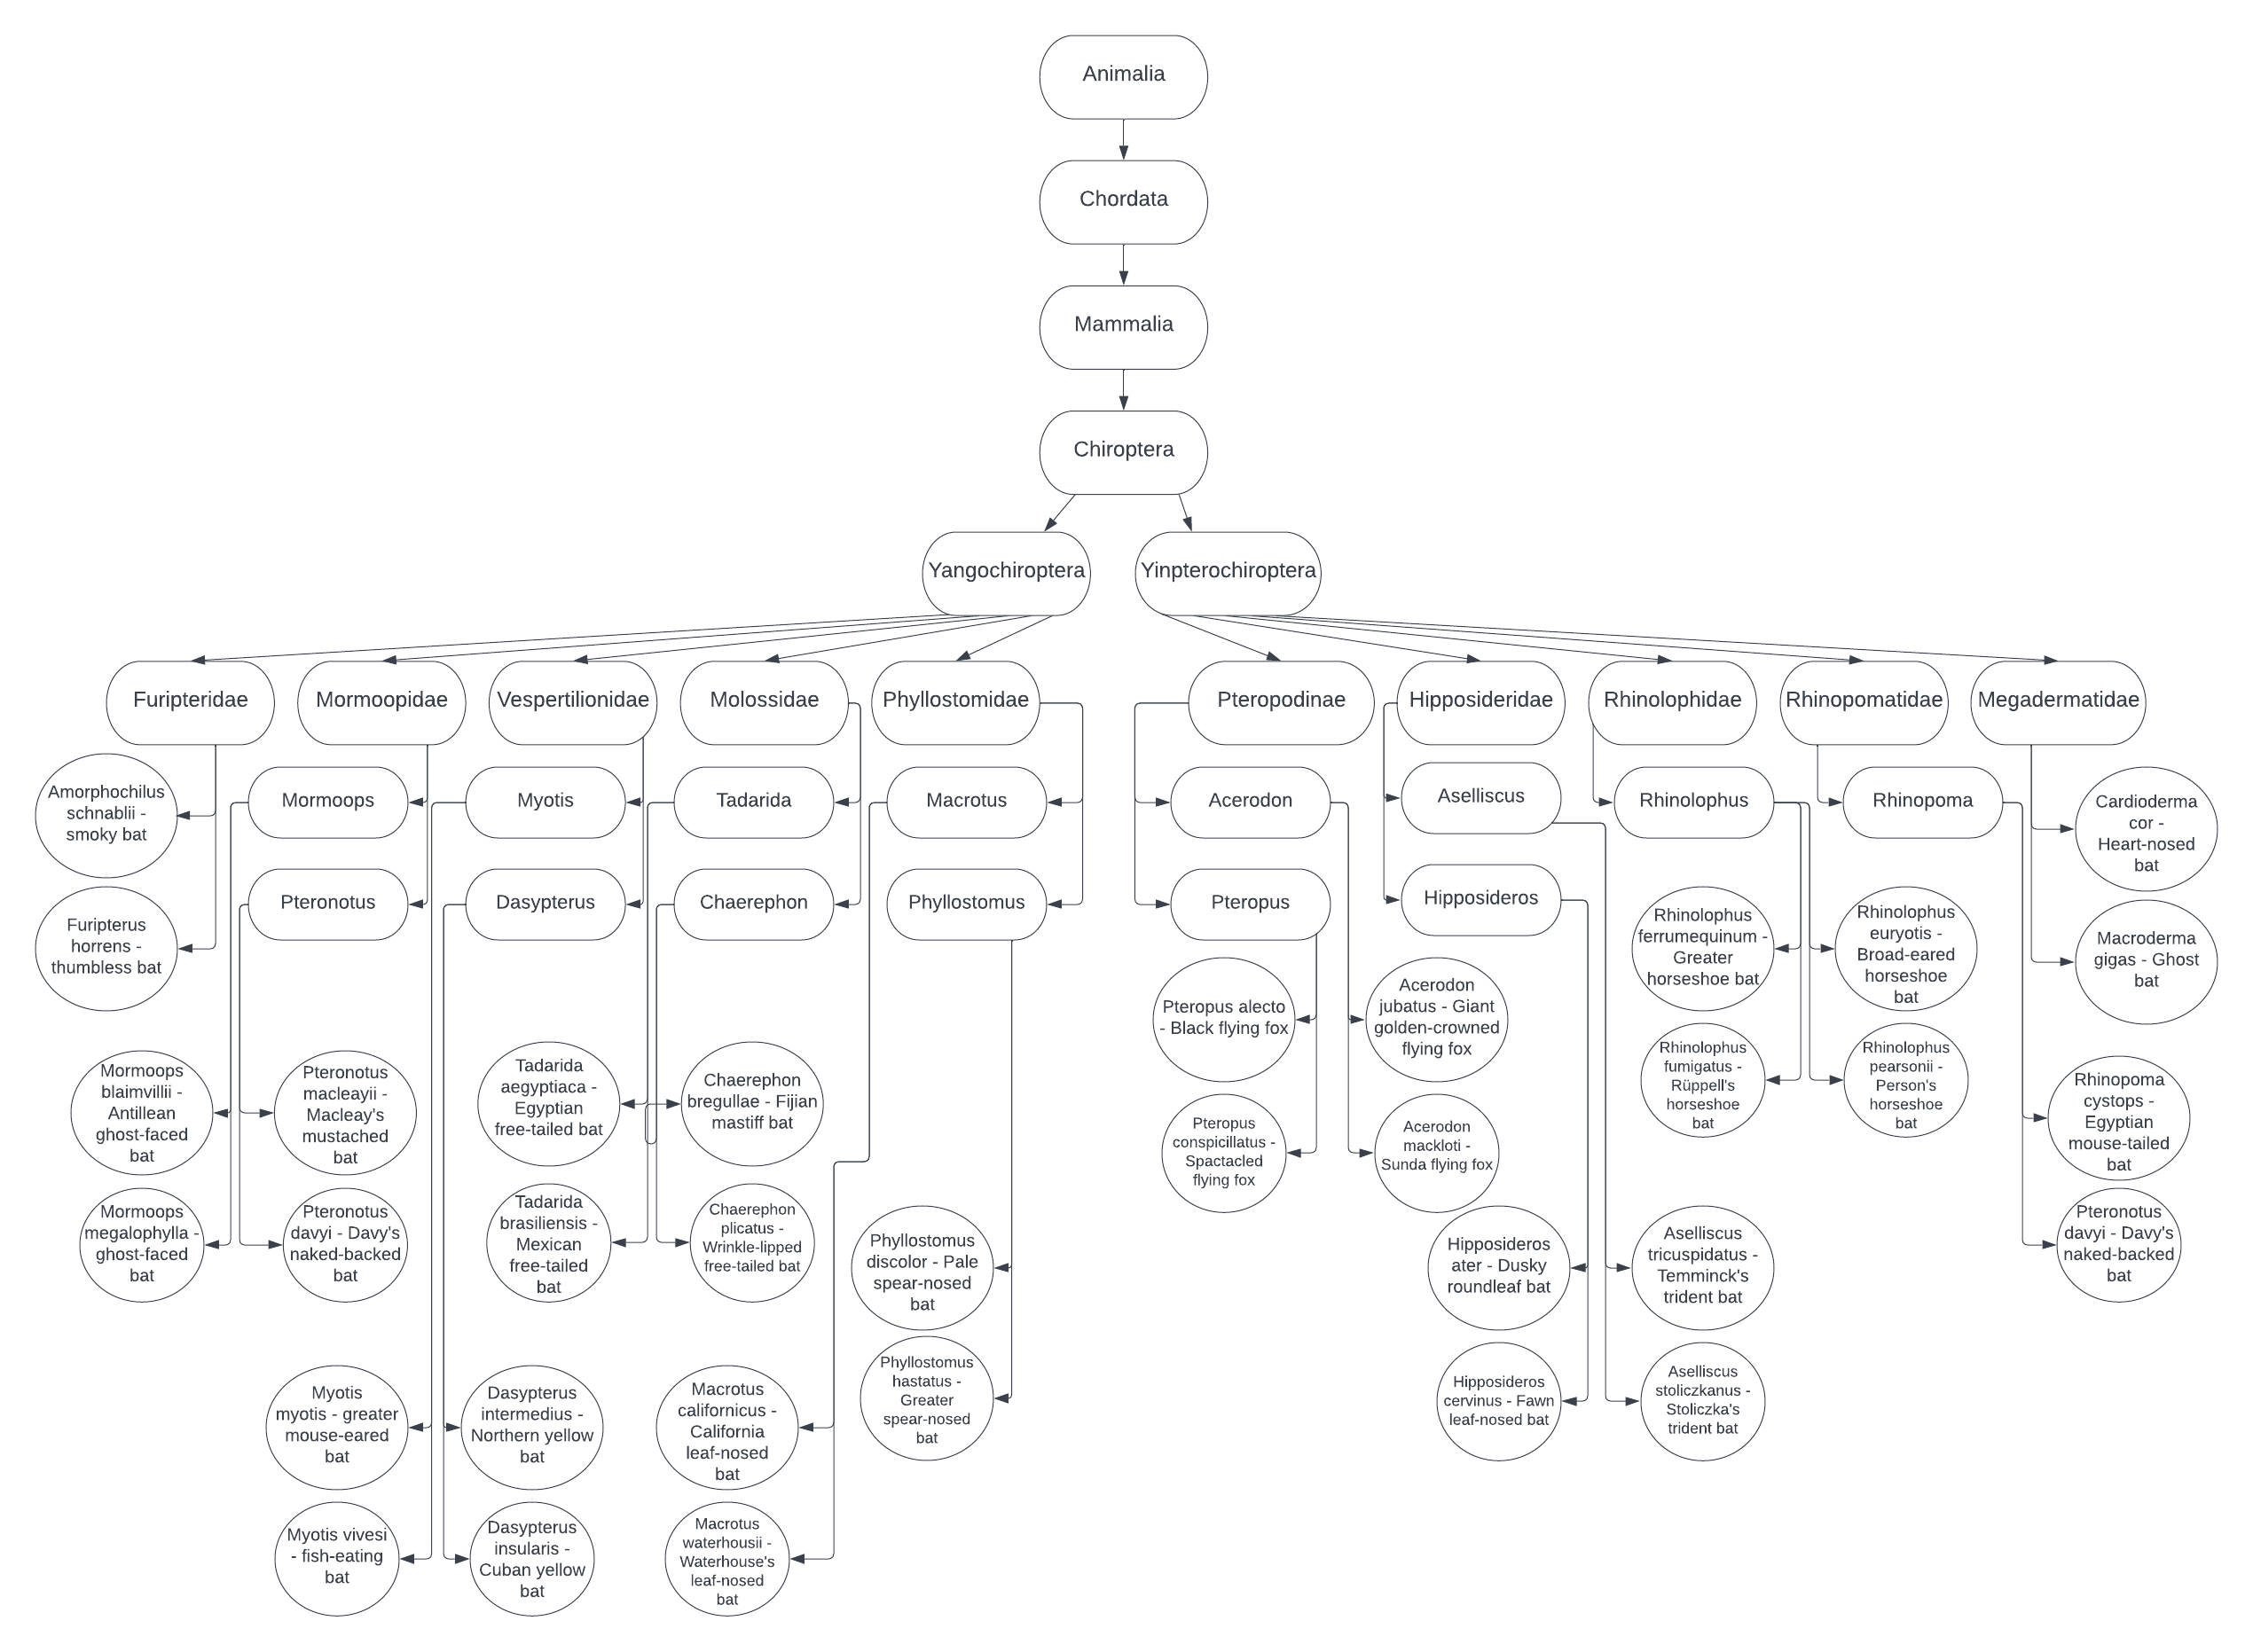 Animalia
Chordata
Mammalia
Chiroptera
Yangochiroptera
Yinpterochiroptera
Furipteridae
Mormoopidae
Vespertilionidae
Molossidae
Phyllostomidae
Pteropodinae
Hipposideridae
Rhinolophidae
Rhinopomatidae
Megadermatidae
Amorphochilus
schnablii -
smoky bat
Mormoops
Myotis
Tadarida
Macrotus
Acerodon
Aselliscus
Rhinolophus
Rhinopoma
Cardioderma
cor -
Heart-nosed
bat
Furipterus
horrens -
thumbless bat
Pteronotus
Dasypterus
Chaerephon
Phyllostomus
Pteropus
Hipposideros
Rhinolophus
ferrumequinum -
Greater
horseshoe bat
Rhinolophus
euryotis -
Broad-eared
horseshoe
bat
Macroderma
gigas - Ghost
bat
Pteropus alecto
- Black flying fox
Acerodon
jubatus - Giant
golden-crowned
flying fox
Mormoops
blaimvillii -
Antillean
ghost-faced
bat
Pteronotus
macleayii -
Macleay's
mustached
bat
Tadarida
aegyptiaca -
Egyptian
free-tailed bat
Chaerephon
bregullae - Fijian
mastiff bat
Pteropus
conspicillatus -
Spactacled
flying fox
Acerodon
mackloti -
Sunda flying fox
Rhinolophus
fumigatus -
Rüppell's
horseshoe
bat
Rhinolophus
pearsonii -
Person's
horseshoe
bat
Rhinopoma
cystops -
Egyptian
mouse-tailed
bat
Mormoops
megalophylla -
ghost-faced
bat
Pteronotus
davyi - Davy's
naked-backed
bat
Tadarida
brasiliensis -
Mexican
free-tailed
bat
Chaerephon
plicatus -
Wrinkle-lipped
free-tailed bat
Phyllostomus
discolor - Pale
spear-nosed
bat
Hipposideros
ater - Dusky
roundleaf bat
Aselliscus
tricuspidatus -
Temminck's
trident bat
Pteronotus
davyi - Davy's
naked-backed
bat
Myotis
myotis - greater
mouse-eared
bat
Dasypterus
intermedius -
Northern yellow
bat
Macrotus
californicus -
California
leaf-nosed
bat
Phyllostomus
hastatus -
Greater
spear-nosed
bat
Hipposideros
cervinus - Fawn
leaf-nosed bat
Aselliscus
stoliczkanus -
Stoliczka's
trident bat
Myotis vivesi
- fish-eating
bat
Dasypterus
insularis -
Cuban yellow
bat
Macrotus
waterhousii -
Waterhouse's
leaf-nosed
bat